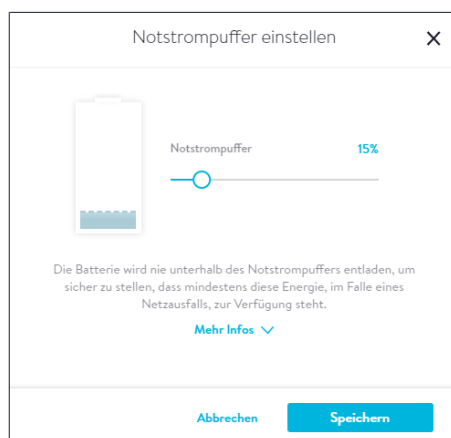 Notstrompuffer einstellen
Notstrompuffer 15%
Die Batterie wird nie unterhalb des Notstrompuffers entladen, um
sicher zu stellen, dass mindestens diese Energie, im Falle eines
Netzausfalls, zur Verfügung steht.
Mehr Infos
Abbrechen Speichern